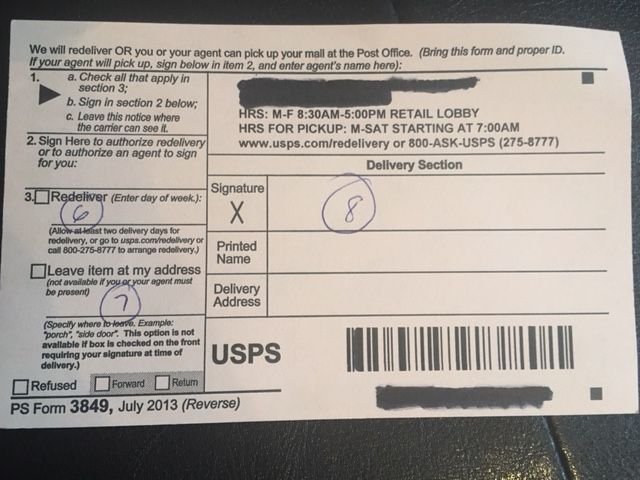 We will redeliver OR you or your agent can pick up your mail at the Post Office. (Bring this form and proper ID.
If your agent will pick up, sign below in item 2, and enter agent's name here):
1. a. Check all that apply in
section 3;
b. Sign in section 2 below;
c. Leave this notice where
the carrier can see it.
2. Sign Here to authorize redelivery
or to authorize an agent to sign
for you:
3. Redeliver (Enter day of week.):
6
(Allow at least two delivery days for
redelivery, or go to usps.com/redelivery or
call 800-275-8777 to arrange redelivery.)
Leave item at my address
(not available if you or your agent must
be present)
7
(Specify where to leave. Example:
"porch", "side door". This option is not
available if box is checked on the front
requiring your signature at time of
delivery.)
Refused Forward Return
PS Form 3849, July 2013 (Reverse)
HRS: M-F 8:30AM-5:00PM RETAIL LOBBY
HRS FOR PICKUP: M-SAT STARTING AT 7:00AM
www.usps.com/redelivery or 800-ASK-USPS (275-8777)
Delivery Section
Signature
X
8
Printed
Name
Delivery
Address
USPS